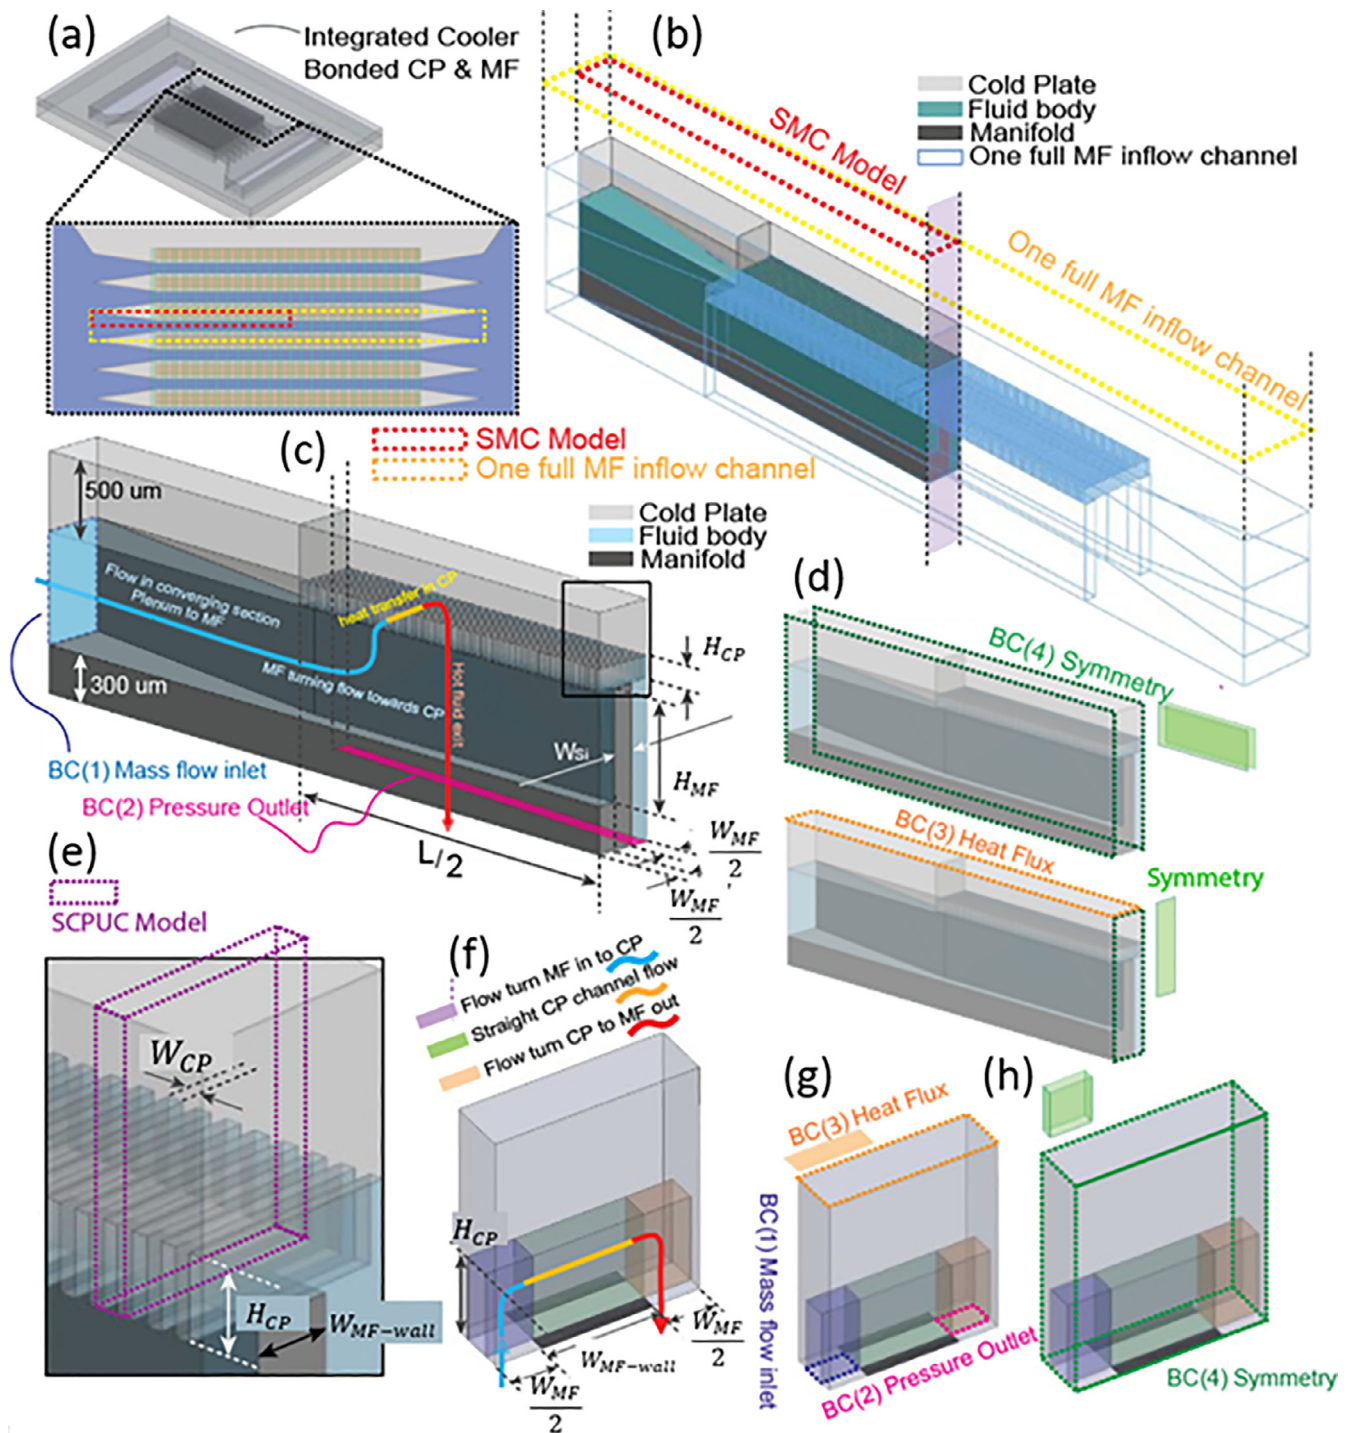 (a)
Integrated Cooler
Bonded CP & MF
(b)
Cold Plate
Fluid body
Manifold
One full MF inflow channel
SMC Model
One full MF inflow channel
(c)
SMC Model
One full MF inflow channel
Cold Plate
Fluid body
Manifold
500 um
Flow in converging section
Plenum to MF
heat transfer in CP
MF turning flow towards CP
Hot fluid exit
300 um
H_CP
W_Si
H_MF
BC(1) Mass flow inlet
BC(2) Pressure Outlet
L/2
W_MF/2
W_MF'/2
(d)
BC(4) Symmetry
BC(3) Heat Flux
Symmetry
(e)
SCPUC Model
W_CP
H_CP
W_MF-wall
(f)
Flow turn MF in to CP
Straight CP channel flow
Flow turn CP to MF out
H_CP
W_MF/2
W_MF-wall
W_MF/2
(g)
BC(3) Heat Flux
BC(1) Mass flow inlet
BC(2) Pressure Outlet
(h)
BC(4) Symmetry